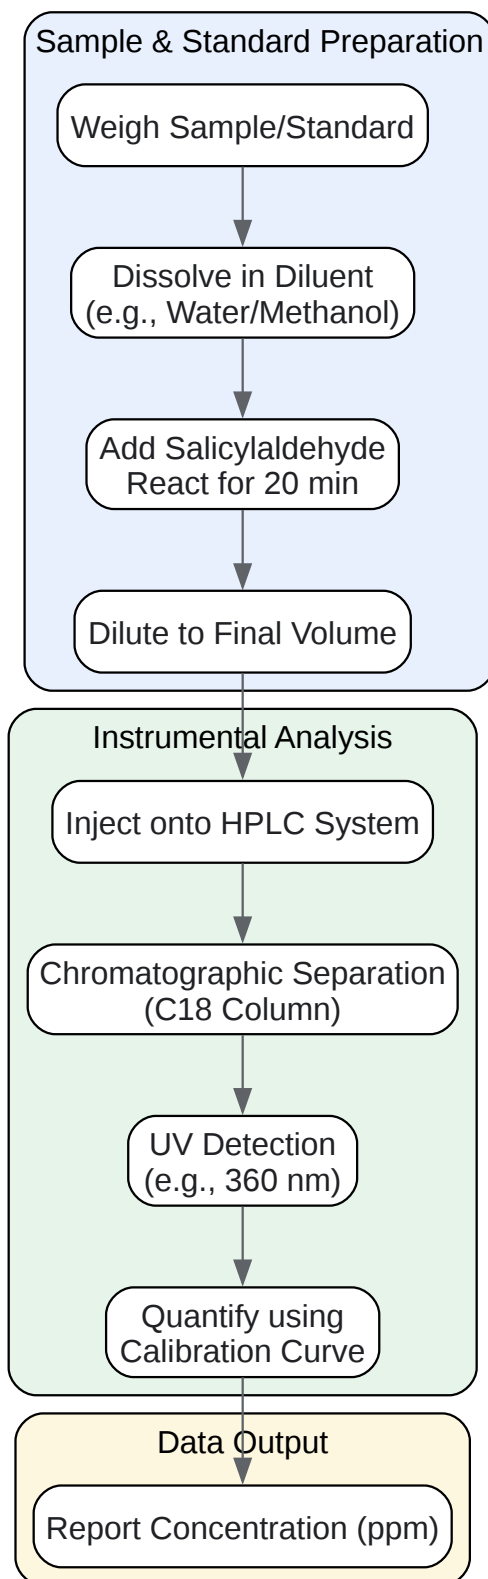 Sample & Standard Preparation
Weigh Sample/Standard
Dissolve in Diluent
(e.g., Water/Methanol)
Add Salicylaldehyde
React for 20 min
Dilute to Final Volume
Instrumental Analysis
Inject onto HPLC System
Chromatographic Separation
(C18 Column)
UV Detection
(e.g., 360 nm)
Quantify using
Calibration Curve
Data Output
Report Concentration (ppm)